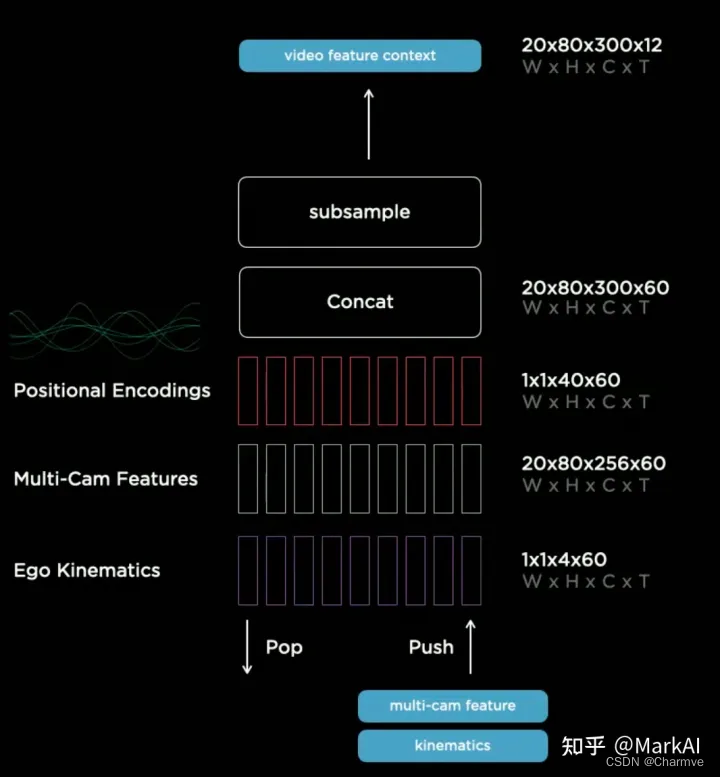 video feature context
20x80x300x12
W x H x C x T
subsample
Concat
20x80x300x60
W x H x C x T
Positional Encodings
1x1x40x60
W x H x C x T
Multi-Cam Features
20x80x256x60
W x H x C x T
Ego Kinematics
1x1x4x60
W x H x C x T
Pop
Push
multi-cam feature
kinematics
知乎 @MarkAI
CSDN @Charmve